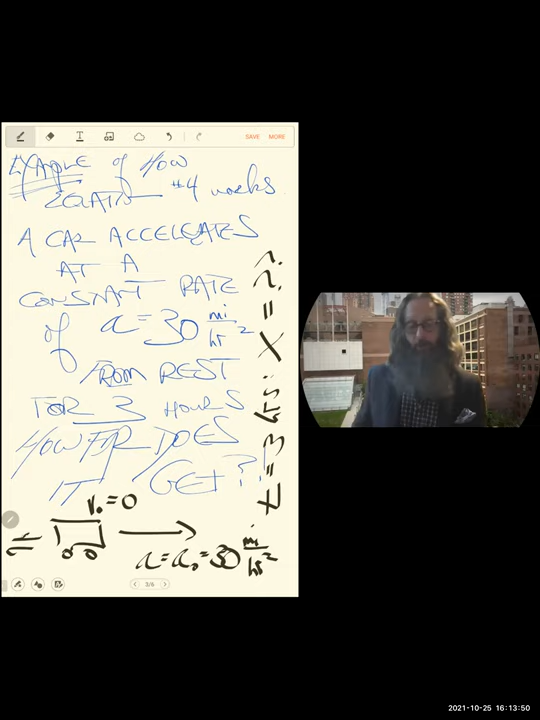 SAVE MORE
EXAMPLE of HOW
EQUATION #4 works
A CAR ACCELERATES
AT A
CONSTANT RATE
of a = 30 mi/hr²
FROM REST
FOR 3 HOURS
HOW FAR DOES
IT GET?
t = 3 hrs: X = ??
V₀ = 0
a = a₀ = 30 mi/hr²
3/6
2021-10-25 16:13:50